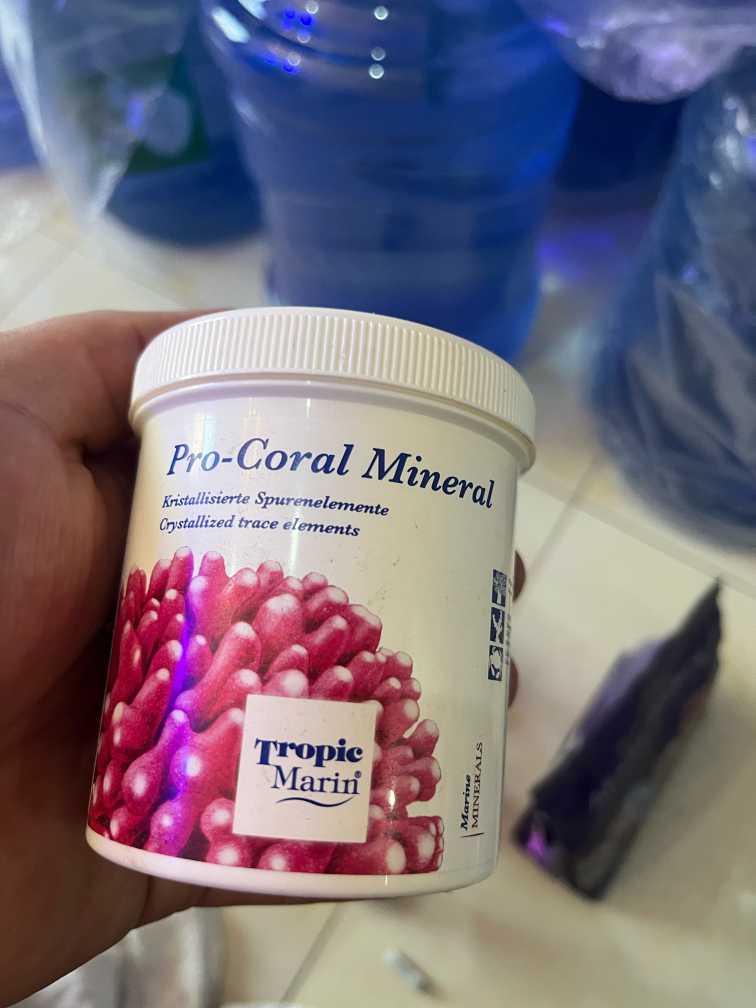 Pro-Coral Mineral
Kristallisierte Spurenelemente
Crystallized trace elements
Tropic
Marin®
Marine
MINERALS